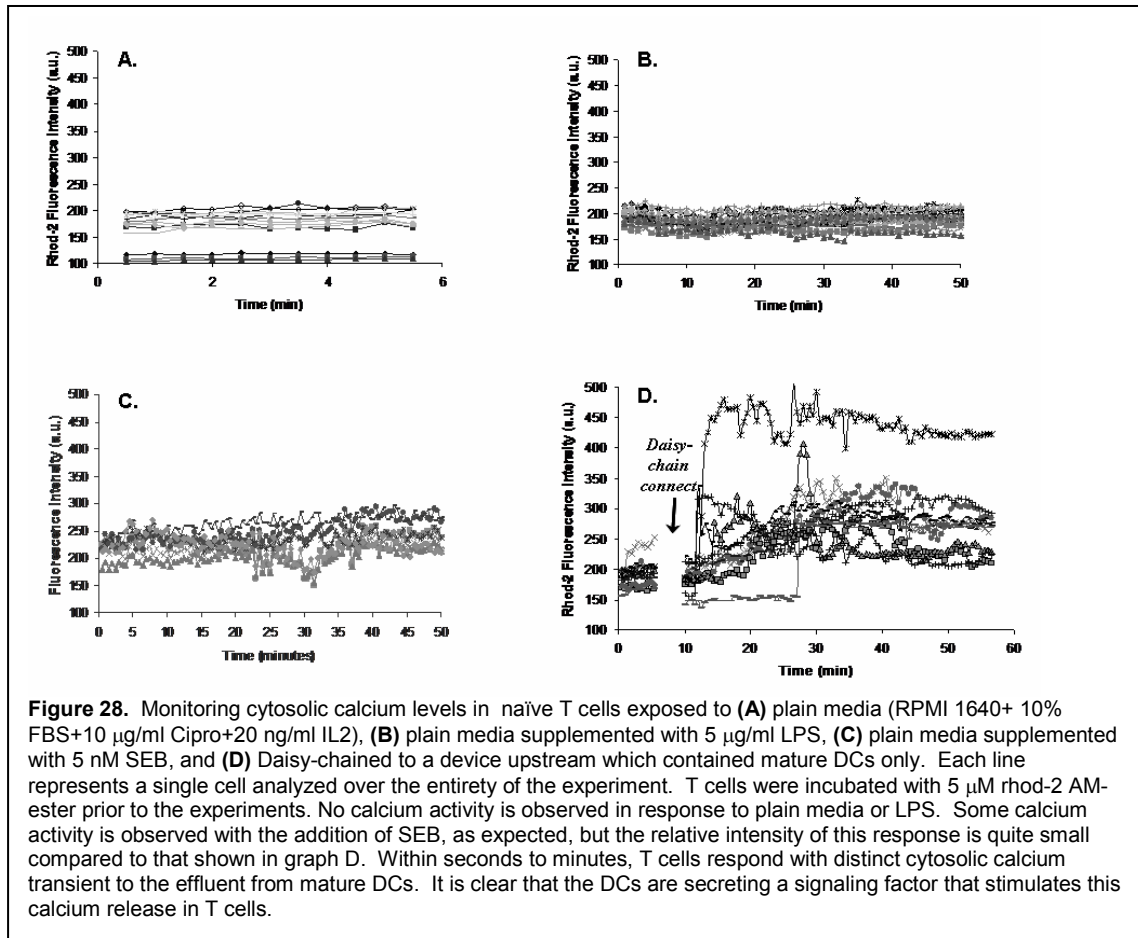 A.
500
450
400
350
300
250
200
150
100
Rhod-2 Fluorescence Intensity (a.u.)
0
2
4
6
Time (min)
B.
500
450
400
350
300
250
200
150
100
Rhod-2 Fluorescence Intensity (a.u.)
0
10
20
30
40
50
Time (min)
C.
500
450
400
350
300
250
200
150
100
Fluorescence Intensity (a.u.)
0
5
10
15
20
25
30
35
40
45
50
Time (minutes)
D.
500
450
400
350
300
250
200
150
100
Rhod-2 Fluorescence Intensity (a.u.)
Daisy-
chain
connect
0
10
20
30
40
50
60
Time (min)
Figure 28. Monitoring cytosolic calcium levels in naïve T cells exposed to (A) plain media (RPMI 1640+ 10%
FBS+10 μg/ml Cipro+20 ng/ml IL2), (B) plain media supplemented with 5 μg/ml LPS, (C) plain media supplemented
with 5 nM SEB, and (D) Daisy-chained to a device upstream which contained mature DCs only. Each line
represents a single cell analyzed over the entirety of the experiment. T cells were incubated with 5 μM rhod-2 AM-
ester prior to the experiments. No calcium activity is observed in response to plain media or LPS. Some calcium
activity is observed with the addition of SEB, as expected, but the relative intensity of this response is quite small
compared to that shown in graph D. Within seconds to minutes, T cells respond with distinct cytosolic calcium
transient to the effluent from mature DCs. It is clear that the DCs are secreting a signaling factor that stimulates this
calcium release in T cells.